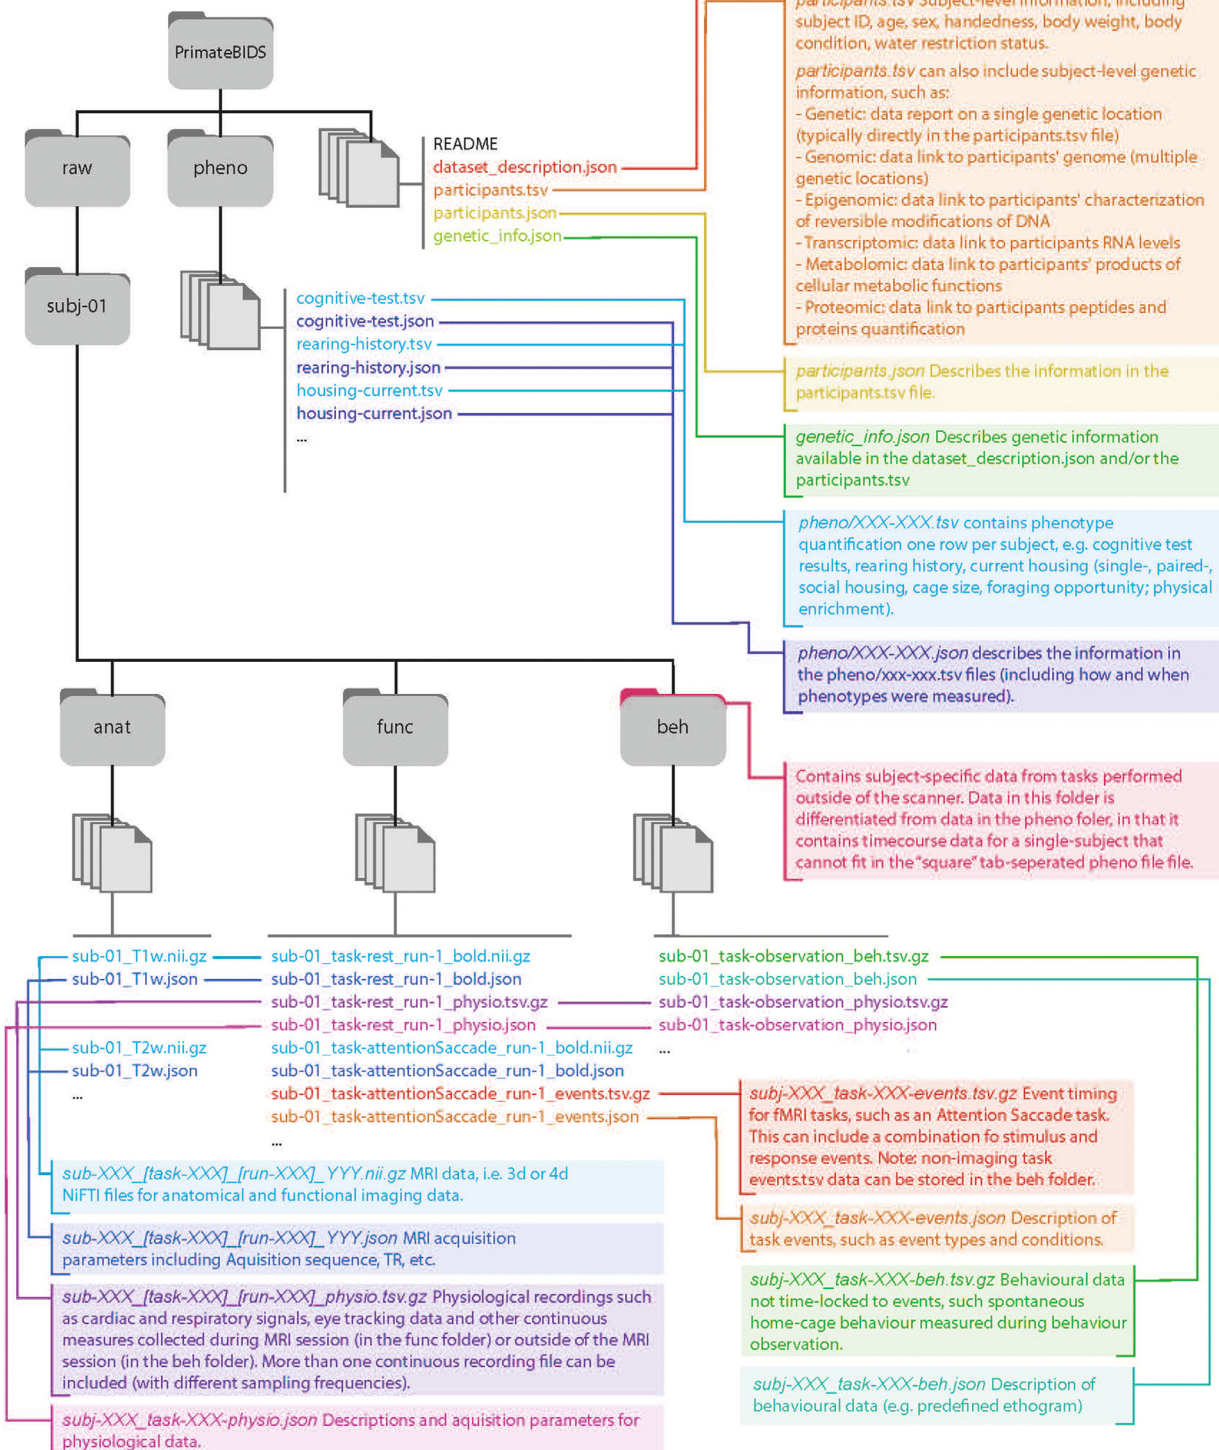 participants.tsv Subject-level information, including
subject ID, age, sex, handedness, body weight, body
condition, water restriction status.
participants.tsv can also include subject-level genetic
information, such as:
- Genetic: data report on a single genetic location
(typically directly in the participants.tsv file)
- Genomic: data link to participants' genome (multiple
genetic locations)
- Epigenomic: data link to participants' characterization
of reversible modifications of DNA
- Transcriptomic: data link to participants RNA levels
- Metabolomic: data link to participants' products of
cellular metabolic functions
- Proteomic: data link to participants peptides and
proteins quantification
PrimateBIDS
raw
pheno
README
dataset_description.json
participants.tsv
participants.json
genetic_info.json
subj-01
cognitive-test.tsv
cognitive-test.json
rearing-history.tsv
rearing-history.json
housing-current.tsv
housing-current.json
...
participants.json Describes the information in the
participants.tsv file.
genetic_info.json Describes genetic information
available in the dataset_description.json and/or the
participants.tsv
pheno/XXX-XXX.tsv contains phenotype
quantification one row per subject, e.g. cognitive test
results, rearing history, current housing (single-, paired-,
social housing, cage size, foraging opportunity; physical
enrichment).
pheno/XXX-XXX.json describes the information in
the pheno/xxx-xxx.tsv files (including how and when
phenotypes were measured).
anat
func
beh
Contains subject-specific data from tasks performed
outside of the scanner. Data in this folder is
differentiated from data in the pheno foler, in that it
contains timecourse data for a single-subject that
cannot fit in the "square" tab-seperated pheno file file.
sub-01_T1w.nii.gz
sub-01_T1w.json
sub-01_T2w.nii.gz
sub-01_T2w.json
...
sub-01_task-rest_run-1_bold.nii.gz
sub-01_task-rest_run-1_bold.json
sub-01_task-rest_run-1_physio.tsv.gz
sub-01_task-rest_run-1_physio.json
sub-01_task-attentionSaccade_run-1_bold.nii.gz
sub-01_task-attentionSaccade_run-1_bold.json
sub-01_task-attentionSaccade_run-1_events.tsv.gz
sub-01_task-attentionSaccade_run-1_events.json
...
sub-01_task-observation_beh.tsv.gz
sub-01_task-observation_beh.json
sub-01_task-observation_physio.tsv.gz
sub-01_task-observation_physio.json
...
sub-XXX_[task-XXX]_[run-XXX]_YYY.nii.gz MRI data, i.e. 3d or 4d
NiFTI files for anatomical and functional imaging data.
sub-XXX_[task-XXX]_[run-XXX]_YYY.json MRI acquisition
parameters including Aquisition sequence, TR, etc.
sub-XXX_[task-XXX]_[run-XXX]_physio.tsv.gz Physiological recordings such
as cardiac and respiratory signals, eye tracking data and other continuous
measures collected during MRI session (in the func folder) or outside of the MRI
session (in the beh folder). More than one continuous recording file can be
included (with different sampling frequencies).
subj-XXX_task-XXX-physio.json Descriptions and aquisition parameters for
physiological data.
subj-XXX_task-XXX-events.tsv.gz Event timing
for fMRI tasks, such as an Attention Saccade task.
This can include a combination fo stimulus and
response events. Note: non-imaging task
events.tsv data can be stored in the beh folder.
subj-XXX_task-XXX-events.json Description of
task events, such as event types and conditions.
subj-XXX_task-XXX-beh.tsv.gz Behavioural data
not time-locked to events, such spontaneous
home-cage behaviour measured during behaviour
observation.
subj-XXX_task-XXX-beh.json Description of
behavioural data (e.g. predefined ethogram)